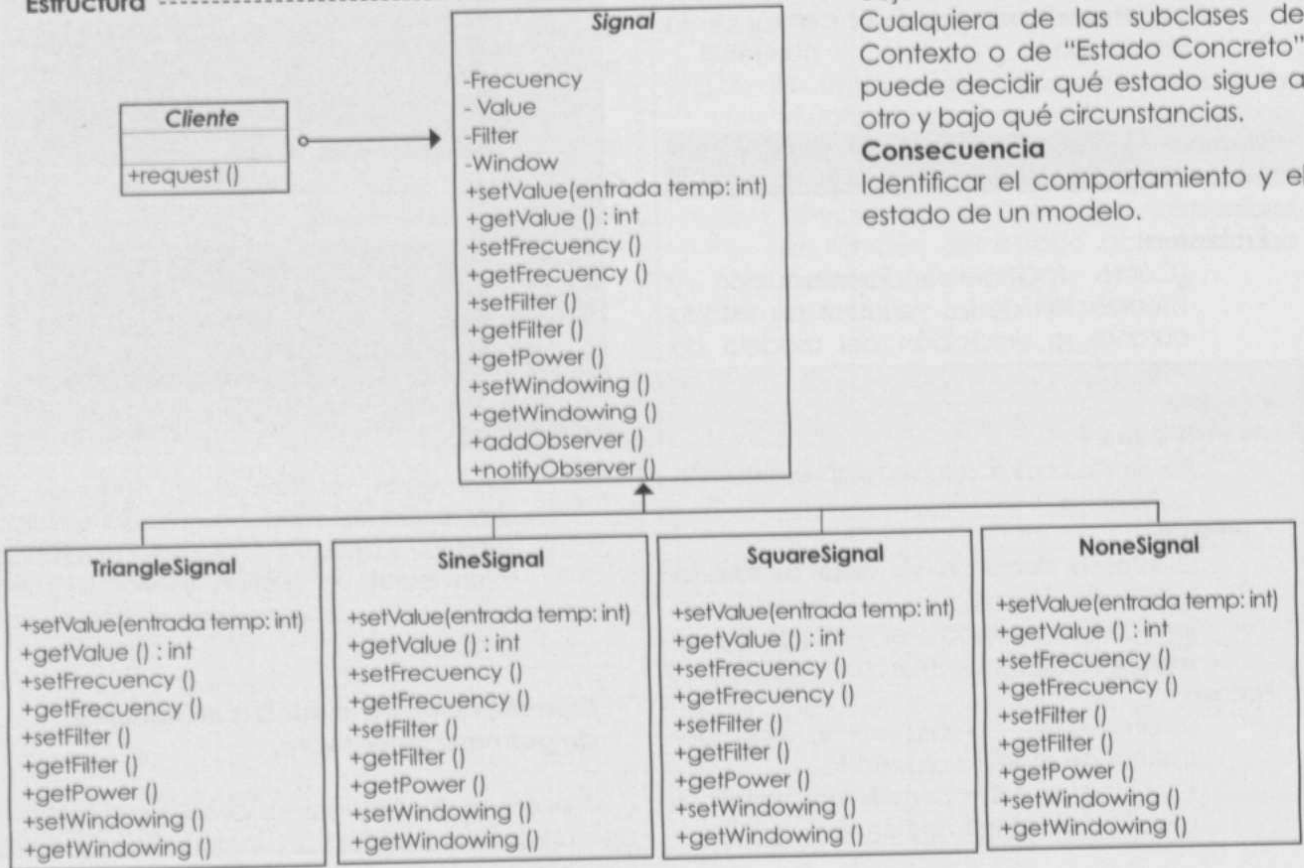 Estructura
Cliente
+request ()
Signal
-Frecuency
- Value
-Filter
-Window
+setValue(entrada temp: int)
+getValue () : int
+setFrecuency ()
+getFrecuency ()
+setFilter ()
+getFilter ()
+getPower ()
+setWindowing ()
+getWindowing ()
+addObserver ()
+notifyObserver ()
Cualquiera de las subclases de
Contexto o de "Estado Concreto"
puede decidir qué estado sigue a
otro y bajo qué circunstancias.
Consecuencia
Identificar el comportamiento y el
estado de un modelo.
TriangleSignal
+setValue(entrada temp: int)
+getValue () : int
+setFrecuency ()
+getFrecuency ()
+setFilter ()
+getFilter ()
+getPower ()
+setWindowing ()
+getWindowing ()
SineSignal
+setValue(entrada temp: int)
+getValue () : int
+setFrecuency ()
+getFrecuency ()
+setFilter ()
+getFilter ()
+getPower ()
+setWindowing ()
+getWindowing ()
SquareSignal
+setValue(entrada temp: int)
+getValue () : int
+setFrecuency ()
+getFrecuency ()
+setFilter ()
+getFilter ()
+getPower ()
+setWindowing ()
+getWindowing ()
NoneSignal
+setValue(entrada temp: int)
+getValue () : int
+setFrecuency ()
+getFrecuency ()
+setFilter ()
+getFilter ()
+getPower ()
+setWindowing ()
+getWindowing ()